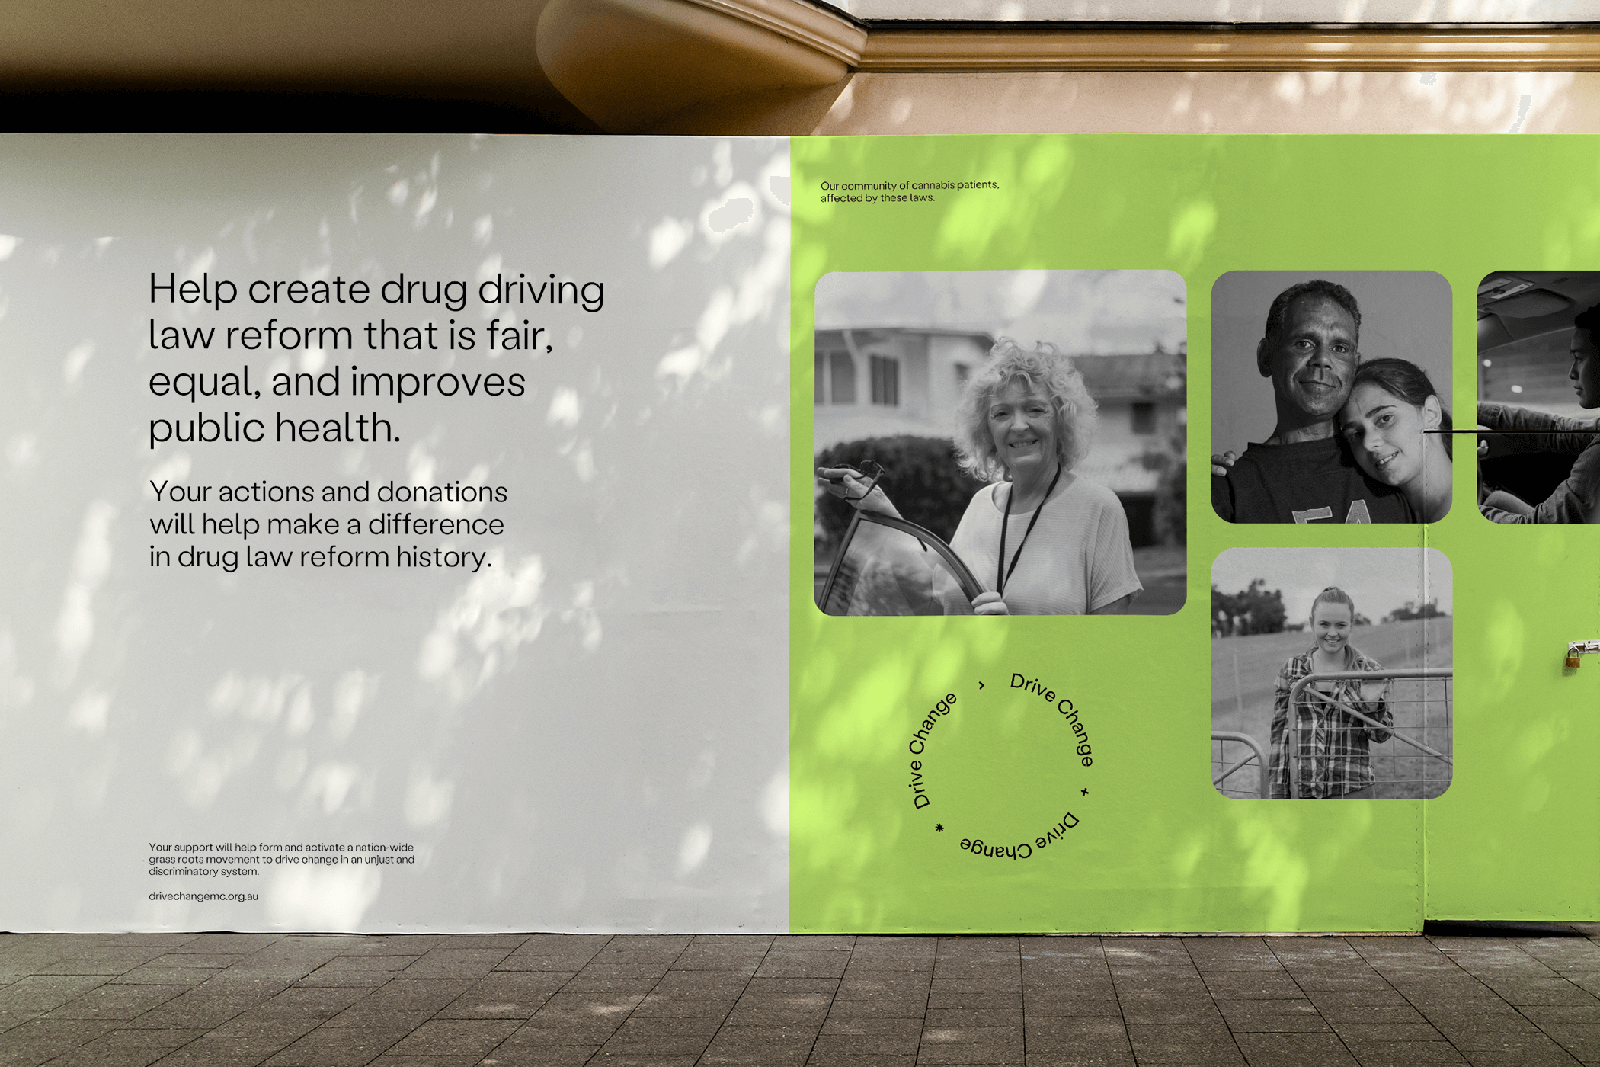 Help create drug driving
law reform that is fair,
equal, and improves
public health.
Your actions and donations
will help make a difference
in drug law reform history.
Your support will help form and activate a nation-wide
grass roots movement to drive change in an unjust and
discriminatory system.
drivechangemc.org.au
Our community of cannabis patients,
affected by these laws.
Drive Change
Drive Change
Drive Change